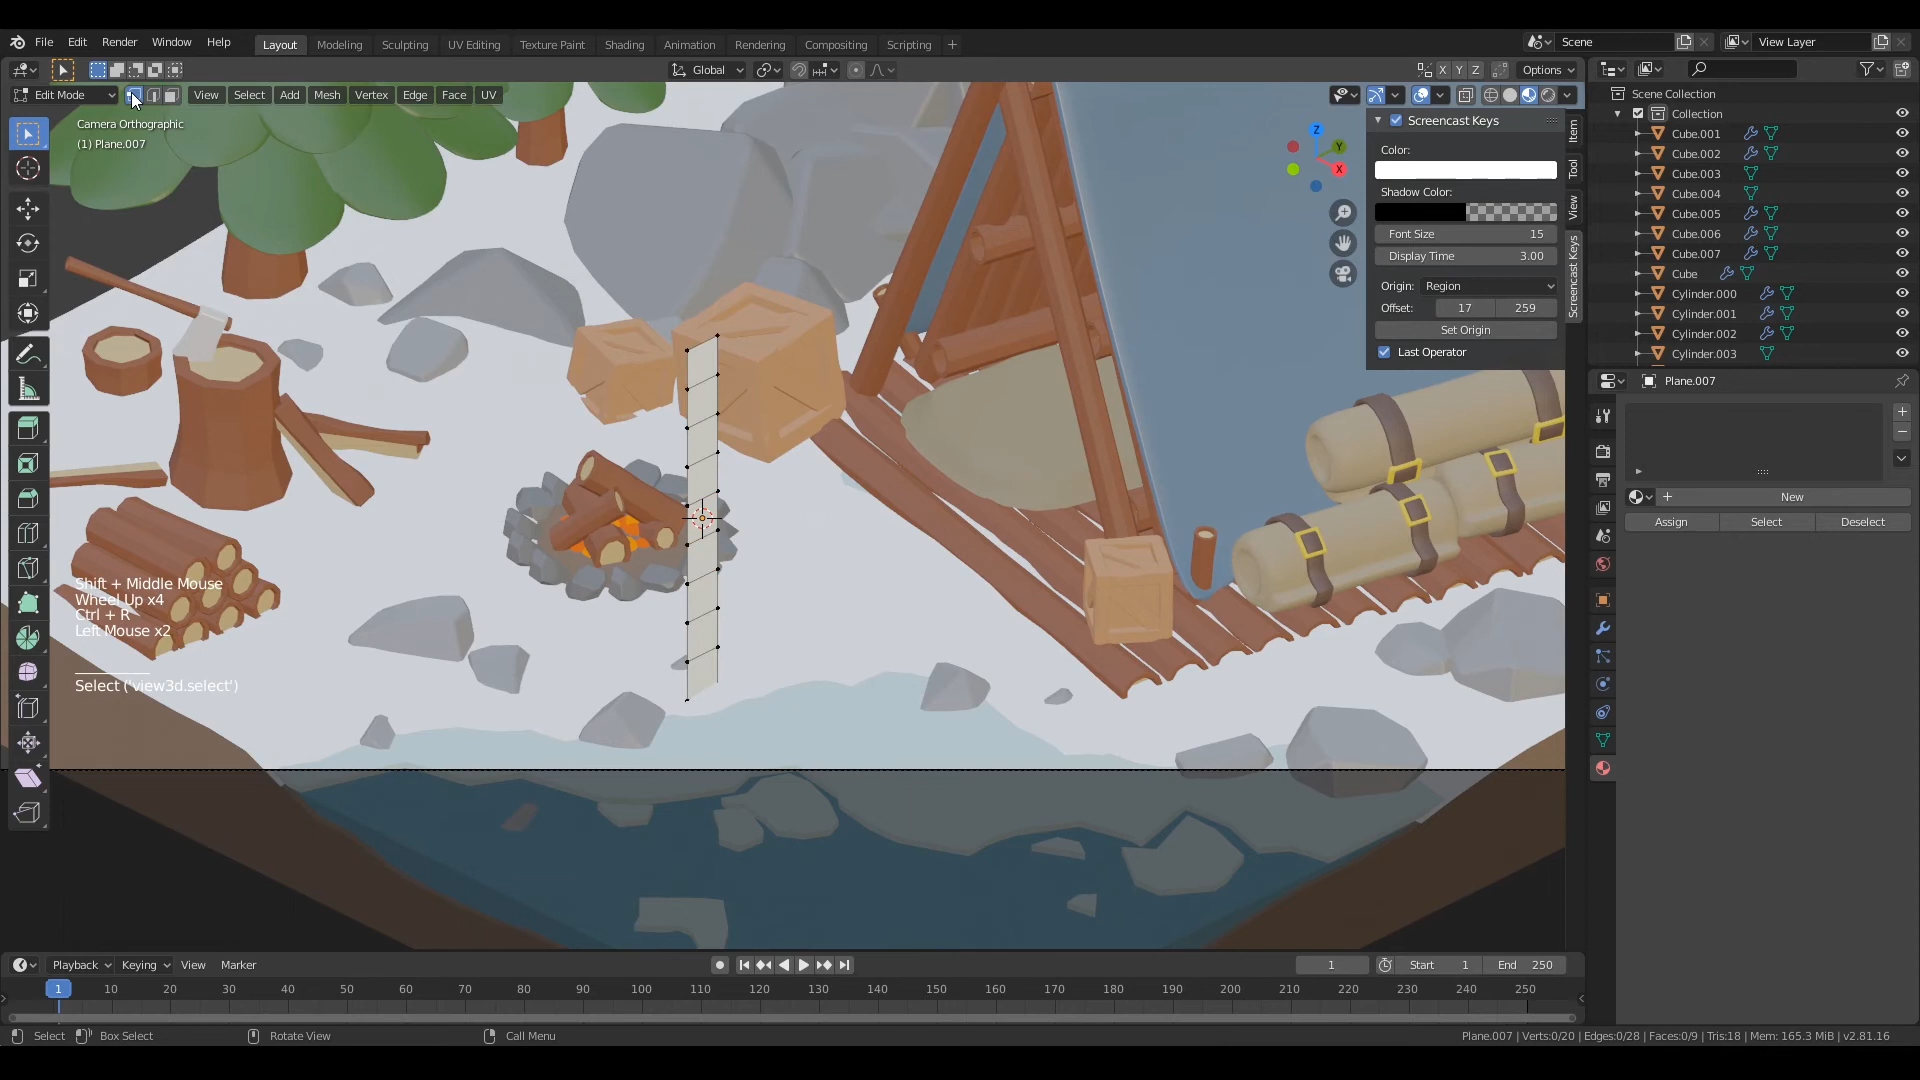 File Edit Render Window Help Layout Modeling Sculpting UV Editing Texture Paint Shading Animation Rendering Compositing Scripting + Scene View Layer
Global X Y Z Options
Edit Mode View Select Add Mesh Vertex Edge Face UV
Camera Orthographic
(1) Plane.007
Z
Y
X
Screencast Keys
Color:
Shadow Color:
Font Size 15
Display Time 3.00
Origin: Region
Offset: 17 259
Set Origin
Last Operator
Item
Tool
View
Screencast Keys
Scene Collection
Collection
Cube.001
Cube.002
Cube.003
Cube.004
Cube.005
Cube.006
Cube.007
Cube
Cylinder.000
Cylinder.001
Cylinder.002
Cylinder.003
Plane.007
New
Assign Select Deselect
Shift + Middle Mouse
Wheel Up x4
Ctrl + R
Left Mouse x2
Select ('view3d.select')
Playback Keying View Marker 1 Start 1 End 250
1 10 20 30 40 50 60 70 80 90 100 110 120 130 140 150 160 170 180 190 200 210 220 230 240 250
Select Box Select Rotate View Call Menu Plane.007 | Verts:0/20 | Edges:0/28 | Faces:0/9 | Tris:18 | Mem: 165.3 MiB | v2.81.16